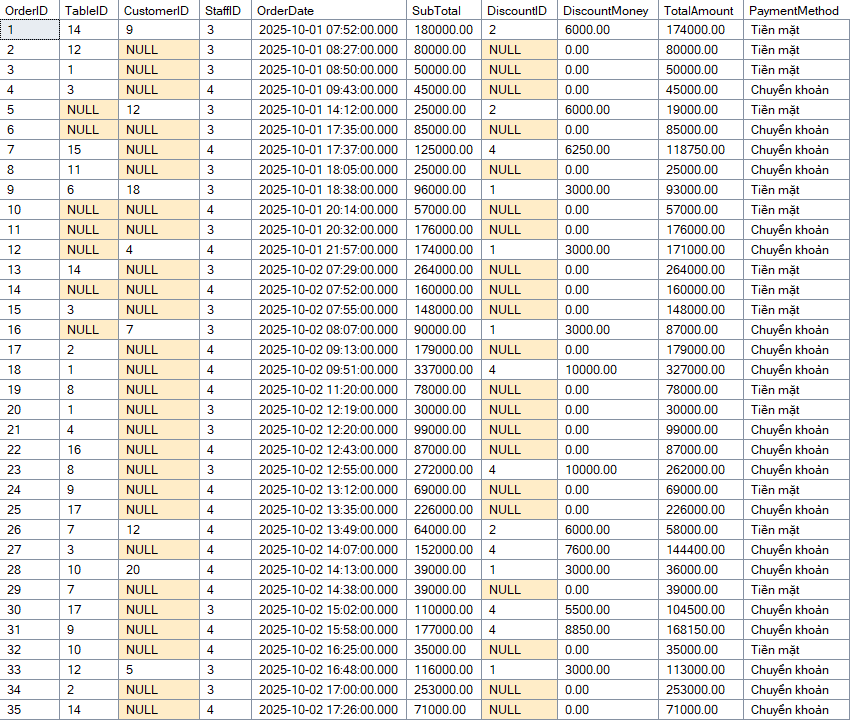 OrderID TableID CustomerID StaffID OrderDate SubTotal DiscountID DiscountMoney TotalAmount PaymentMethod
1 14 9 3 2025-10-01 07:52:00.000 180000.00 2 6000.00 174000.00 Tiền mặt
2 12 NULL 3 2025-10-01 08:27:00.000 80000.00 NULL 0.00 80000.00 Tiền mặt
3 1 NULL 3 2025-10-01 08:50:00.000 50000.00 NULL 0.00 50000.00 Tiền mặt
4 3 NULL 4 2025-10-01 09:43:00.000 45000.00 NULL 0.00 45000.00 Chuyển khoản
5 NULL 12 3 2025-10-01 14:12:00.000 25000.00 2 6000.00 19000.00 Tiền mặt
6 NULL NULL 3 2025-10-01 17:35:00.000 85000.00 NULL 0.00 85000.00 Chuyển khoản
7 15 NULL 4 2025-10-01 17:37:00.000 125000.00 4 6250.00 118750.00 Chuyển khoản
8 11 NULL 3 2025-10-01 18:05:00.000 25000.00 NULL 0.00 25000.00 Tiền mặt
9 6 18 3 2025-10-01 18:38:00.000 96000.00 1 3000.00 93000.00 Tiền mặt
10 NULL NULL 4 2025-10-01 20:14:00.000 57000.00 NULL 0.00 57000.00 Tiền mặt
11 NULL NULL 3 2025-10-01 20:32:00.000 176000.00 NULL 0.00 176000.00 Chuyển khoản
12 NULL 4 4 2025-10-01 21:57:00.000 174000.00 1 3000.00 171000.00 Chuyển khoản
13 14 NULL 3 2025-10-02 07:29:00.000 264000.00 NULL 0.00 264000.00 Tiền mặt
14 NULL NULL 4 2025-10-02 07:52:00.000 160000.00 NULL 0.00 160000.00 Tiền mặt
15 3 NULL 3 2025-10-02 07:55:00.000 148000.00 NULL 0.00 148000.00 Tiền mặt
16 NULL 7 3 2025-10-02 08:07:00.000 90000.00 1 3000.00 87000.00 Chuyển khoản
17 2 NULL 4 2025-10-02 09:13:00.000 179000.00 NULL 0.00 179000.00 Chuyển khoản
18 1 NULL 4 2025-10-02 09:51:00.000 337000.00 4 10000.00 327000.00 Chuyển khoản
19 8 NULL 4 2025-10-02 11:20:00.000 78000.00 NULL 0.00 78000.00 Tiền mặt
20 1 NULL 3 2025-10-02 12:19:00.000 30000.00 NULL 0.00 30000.00 Tiền mặt
21 4 NULL 3 2025-10-02 12:20:00.000 99000.00 NULL 0.00 99000.00 Chuyển khoản
22 16 NULL 4 2025-10-02 12:43:00.000 87000.00 NULL 0.00 87000.00 Chuyển khoản
23 8 NULL 3 2025-10-02 12:55:00.000 272000.00 4 10000.00 262000.00 Chuyển khoản
24 9 NULL 4 2025-10-02 13:12:00.000 69000.00 NULL 0.00 69000.00 Tiền mặt
25 17 NULL 4 2025-10-02 13:35:00.000 226000.00 NULL 0.00 226000.00 Chuyển khoản
26 7 12 4 2025-10-02 13:49:00.000 64000.00 2 6000.00 58000.00 Tiền mặt
27 3 NULL 4 2025-10-02 14:07:00.000 152000.00 4 7600.00 144400.00 Chuyển khoản
28 10 20 4 2025-10-02 14:13:00.000 39000.00 1 3000.00 36000.00 Chuyển khoản
29 7 NULL 4 2025-10-02 14:38:00.000 39000.00 NULL 0.00 39000.00 Tiền mặt
30 17 NULL 3 2025-10-02 15:02:00.000 110000.00 4 5500.00 104500.00 Chuyển khoản
31 9 NULL 4 2025-10-02 15:58:00.000 177000.00 4 8850.00 168150.00 Chuyển khoản
32 10 NULL 4 2025-10-02 16:25:00.000 35000.00 NULL 0.00 35000.00 Tiền mặt
33 12 5 3 2025-10-02 16:48:00.000 116000.00 1 3000.00 113000.00 Chuyển khoản
34 2 NULL 3 2025-10-02 17:00:00.000 253000.00 NULL 0.00 253000.00 Chuyển khoản
35 14 NULL 4 2025-10-02 17:26:00.000 71000.00 NULL 0.00 71000.00 Chuyển khoản